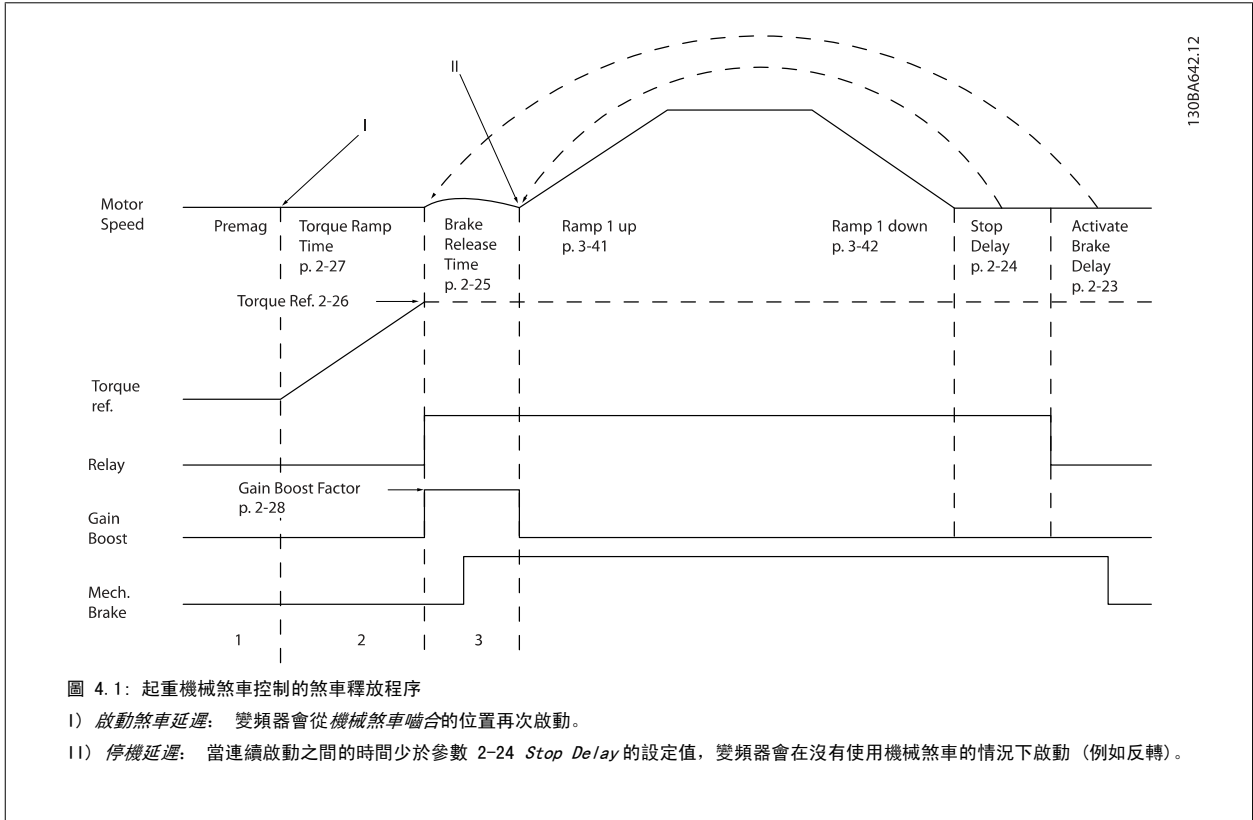 130BA642.12
II
I
Motor
Speed
Premag
Torque Ramp
Time
p. 2-27
Brake
Release
Time
p. 2-25
Ramp 1 up
p. 3-41
Ramp 1 down
p. 3-42
Stop
Delay
p. 2-24
Activate
Brake
Delay
p. 2-23
Torque Ref. 2-26
Torque
ref.
Relay
Gain Boost Factor
p. 2-28
Gain
Boost
Mech.
Brake
1
2
3
圖 4.1: 起重機械煞車控制的煞車釋放程序
I) 啟動煞車延遲: 變頻器會從機械煞車嚙合的位置再次啟動。
II) 停機延遲: 當連續啟動之間的時間少於參數 2-24 Stop Delay 的設定值, 變頻器會在沒有使用機械煞車的情況下啟動 (例如反轉)。